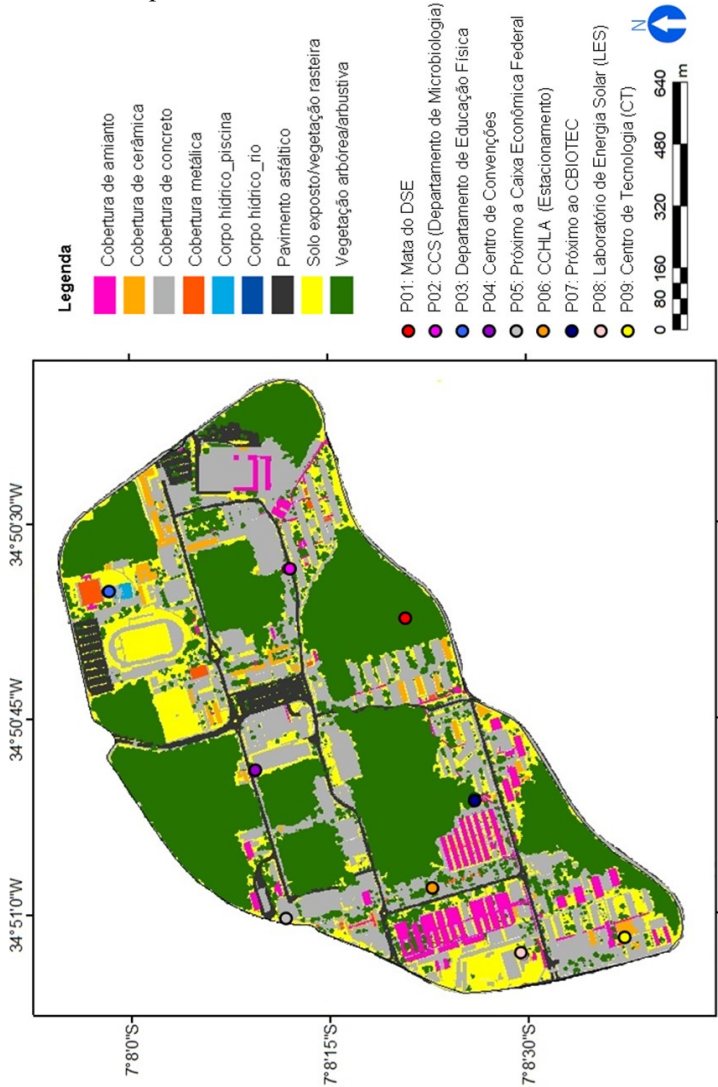 34°51'0"W
34°50'45"W
34°50'30"W
7°8'0"S
7°8'15"S
7°8'30"S
Legenda
Cobertura de amianto
Cobertura de cerâmica
Cobertura de concreto
Cobertura metálica
Corpo hídrico_piscina
Corpo hídrico_rio
Pavimento asfáltico
Solo exposto/vegetação rasteira
Vegetação arbórea/arbustiva
P01: Mata do DSE
P02: CCS (Departamento de Microbiologia)
P03: Departamento de Educação Física
P04: Centro de Convenções
P05: Próximo a Caixa Econômica Federal
P06: CCHLA (Estacionamento)
P07: Próximo ao CBIOTEC
P08: Laboratório de Energia Solar (LES)
P09: Centro de Tecnologia (CT)
N
0 80 160 320 480 640
m